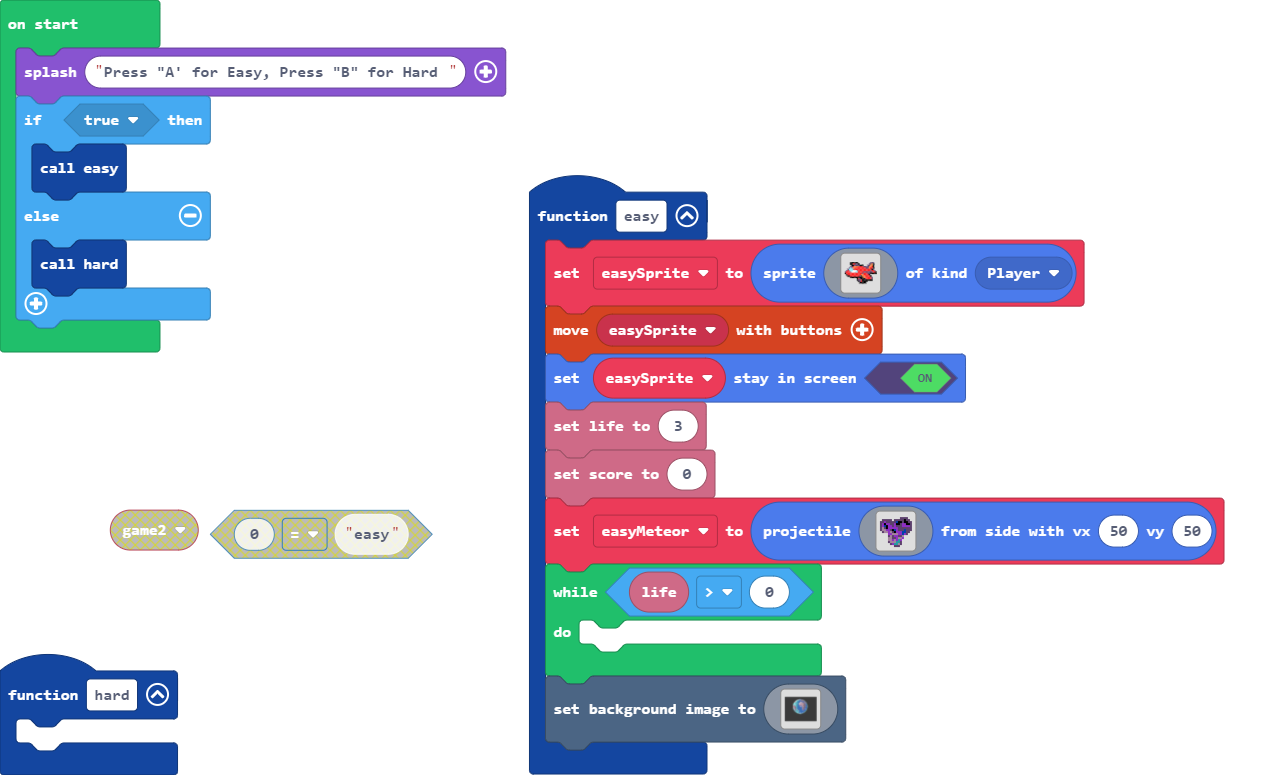 on start
splash "Press "A' for Easy, Press "B" for Hard "
if true then
call easy
else
call hard
function easy
set easySprite to sprite of kind Player
move easySprite with buttons
set easySprite stay in screen ON
set life to 3
set score to 0
set easyMeteor to projectile from side with vx 50 vy 50
while life > 0
do
set background image to
game2 0 = "easy"
function hard